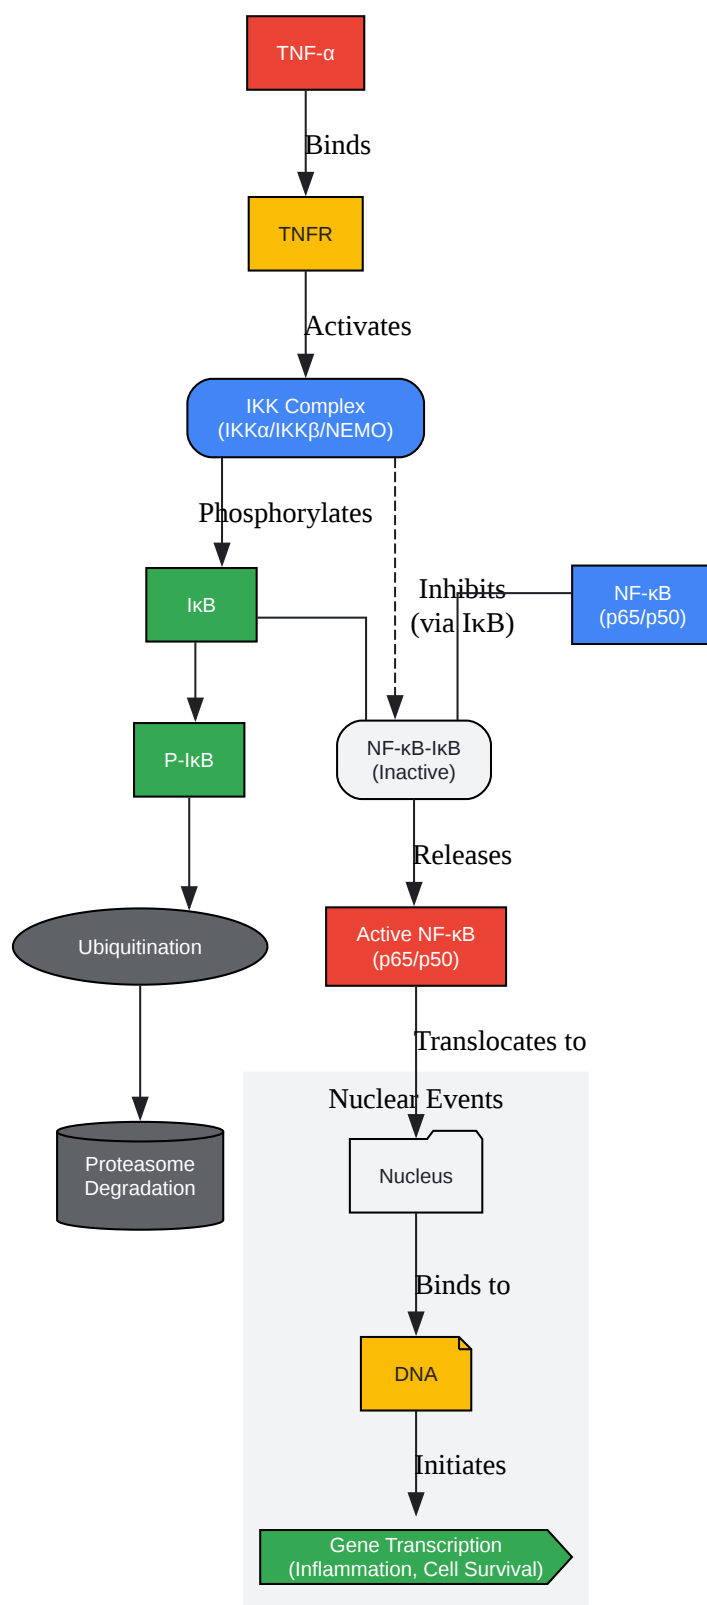 TNF-α
Binds
TNFR
Activates
IKK Complex
(IKKα/IKKβ/NEMO)
Phosphorylates
IκB
Inhibits
(via IκB)
NF-κB
(p65/p50)
P-IκB
NF-κB-IκB
(Inactive)
Releases
Ubiquitination
Active NF-κB
(p65/p50)
Translocates to
Nuclear Events
Proteasome
Degradation
Nucleus
Binds to
DNA
Initiates
Gene Transcription
(Inflammation, Cell Survival)